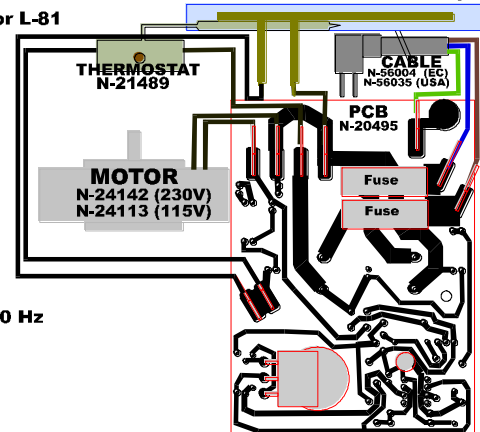 or L-81
THERMOSTAT
N-21489
CABLE
N-56004 (EC)
N-56035 (USA)
PCB
N-20495
MOTOR
N-24142 (230V)
N-24113 (115V)
Fuse
Fuse
0 Hz